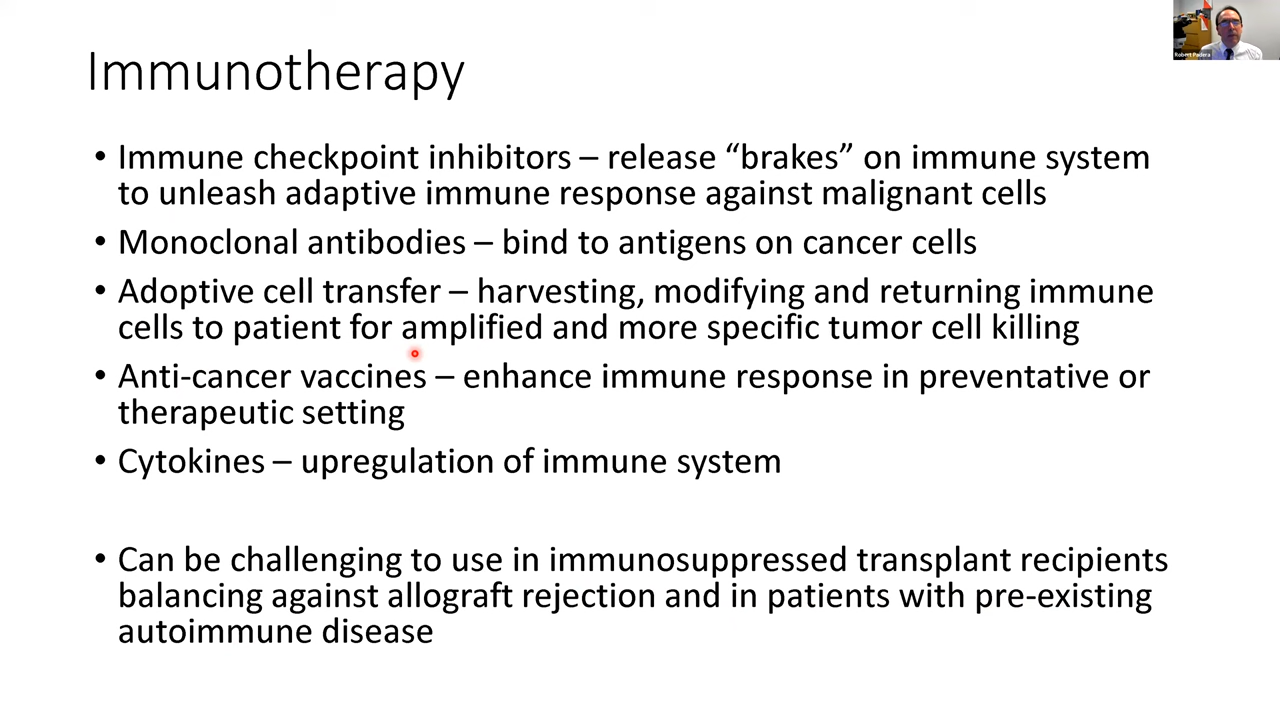 Immunotherapy
• Immune checkpoint inhibitors – release “brakes” on immune system
to unleash adaptive immune response against malignant cells
• Monoclonal antibodies – bind to antigens on cancer cells
• Adoptive cell transfer – harvesting, modifying and returning immune
cells to patient for amplified and more specific tumor cell killing
• Anti-cancer vaccines – enhance immune response in preventative or
therapeutic setting
• Cytokines – upregulation of immune system
• Can be challenging to use in immunosuppressed transplant recipients
balancing against allograft rejection and in patients with pre-existing
autoimmune disease
Robert Padera